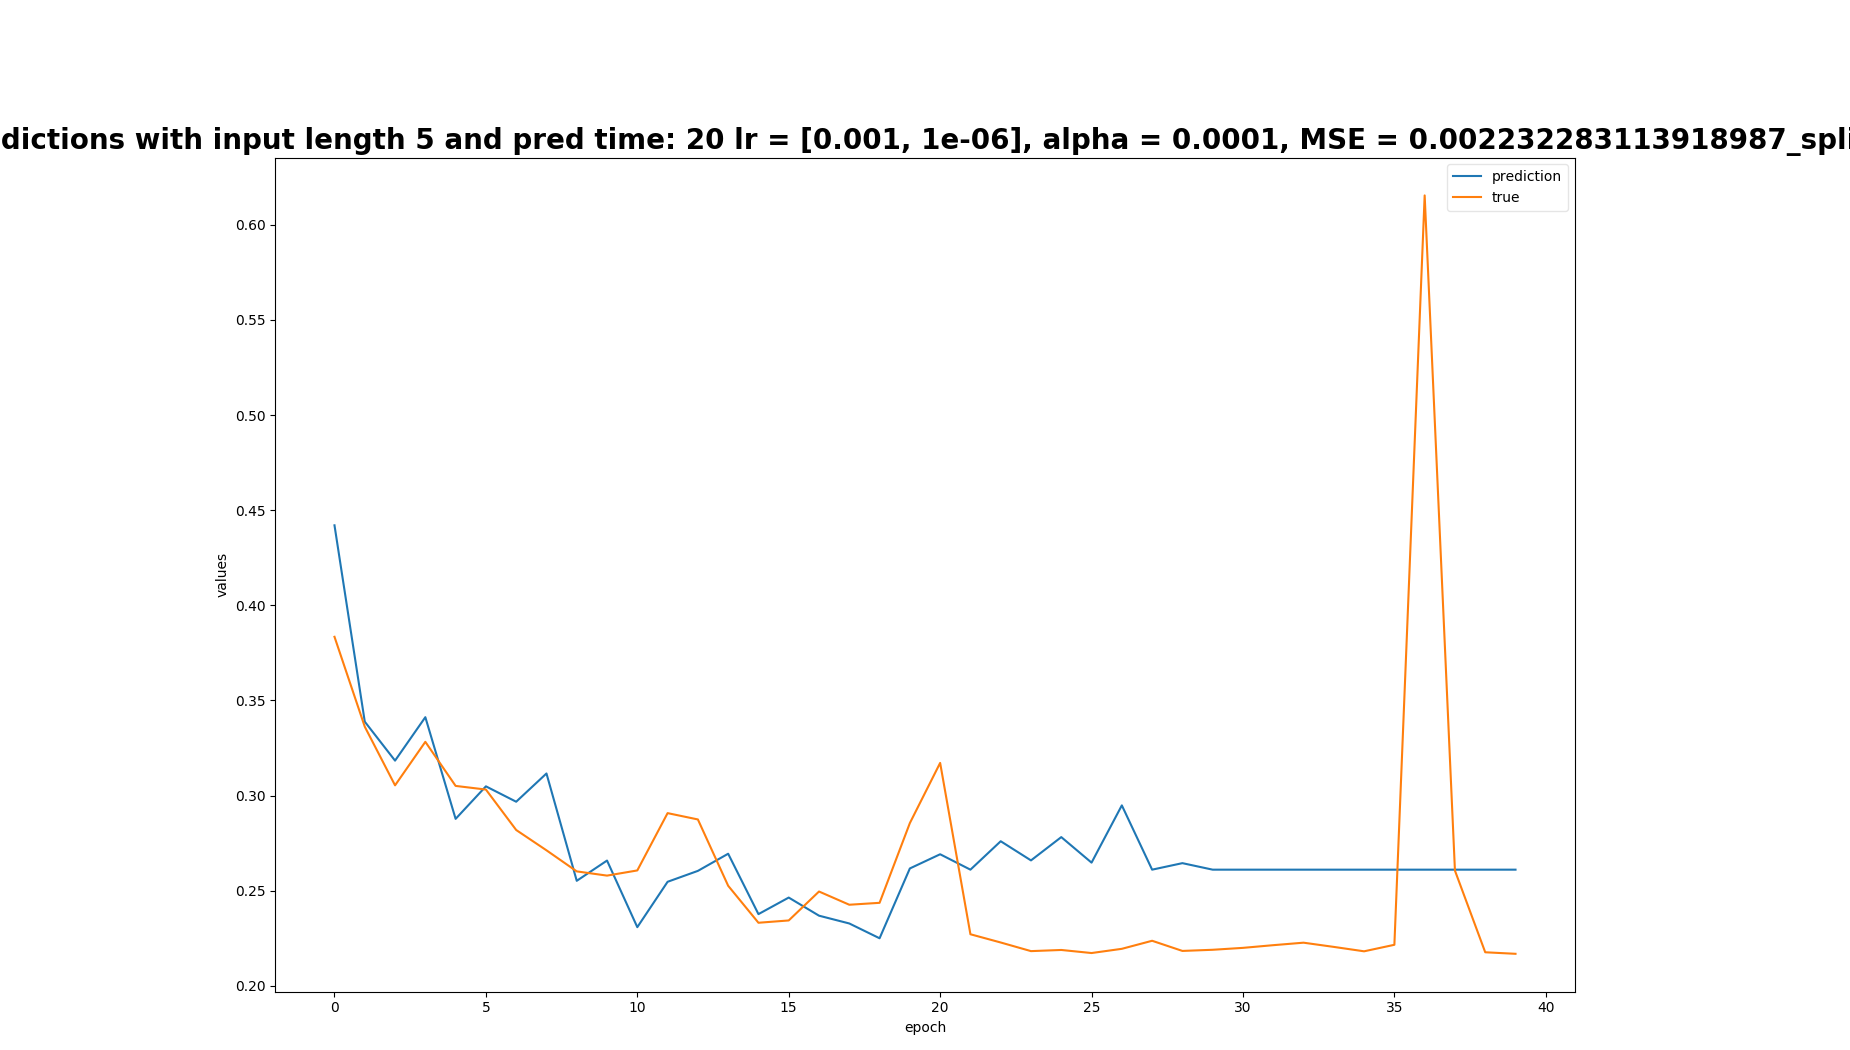 dictions with input length 5 and pred time: 20 lr = [0.001, 1e-06], alpha = 0.0001, MSE = 0.002232283113918987_spli
prediction
true
0.60
0.55
0.50
0.45
0.40
0.35
0.30
0.25
0.20
values
0 5 10 15 20 25 30 35 40
epoch